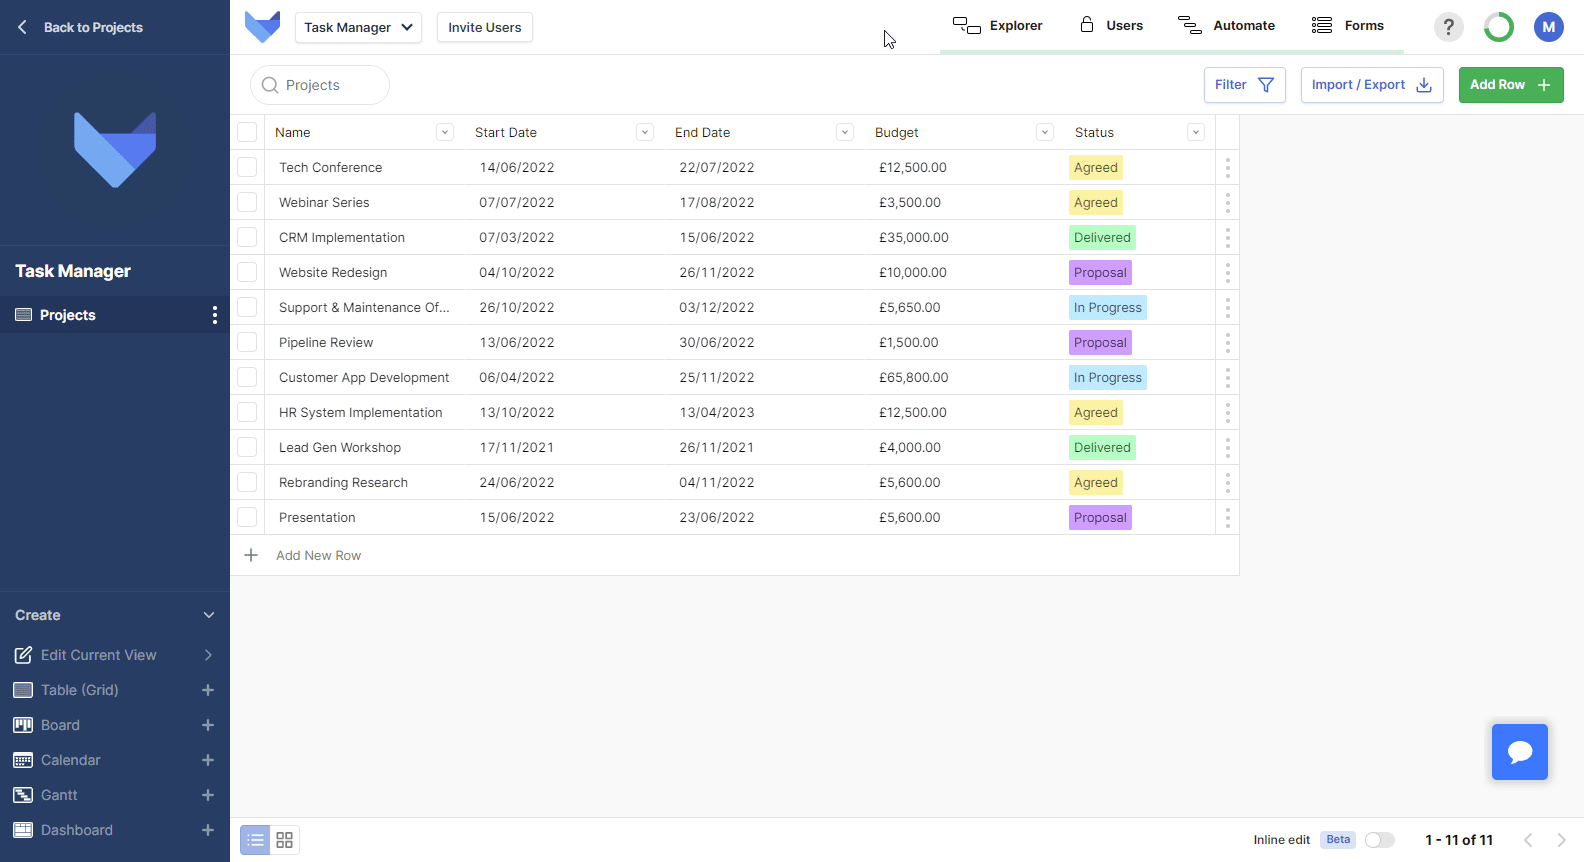 Back to Projects
Task Manager
Invite Users
Explorer
Users
Automate
Forms
?
M
Projects
Filter
Import / Export
Add Row
Name Start Date End Date Budget Status
Tech Conference 14/06/2022 22/07/2022 £12,500.00 Agreed
Webinar Series 07/07/2022 17/08/2022 £3,500.00 Agreed
CRM Implementation 07/03/2022 15/06/2022 £35,000.00 Delivered
Website Redesign 04/10/2022 26/11/2022 £10,000.00 Proposal
Support & Maintenance Of... 26/10/2022 03/12/2022 £5,650.00 In Progress
Pipeline Review 13/06/2022 30/06/2022 £1,500.00 Proposal
Customer App Development 06/04/2022 25/11/2022 £65,800.00 In Progress
HR System Implementation 13/10/2022 13/04/2023 £12,500.00 Agreed
Lead Gen Workshop 17/11/2021 26/11/2021 £4,000.00 Delivered
Rebranding Research 24/06/2022 04/11/2022 £5,600.00 Agreed
Presentation 15/06/2022 23/06/2022 £5,600.00 Proposal
Add New Row
Task Manager
Projects
Create
Edit Current View
Table (Grid)
Board
Calendar
Gantt
Dashboard
Inline edit Beta
1 - 11 of 11